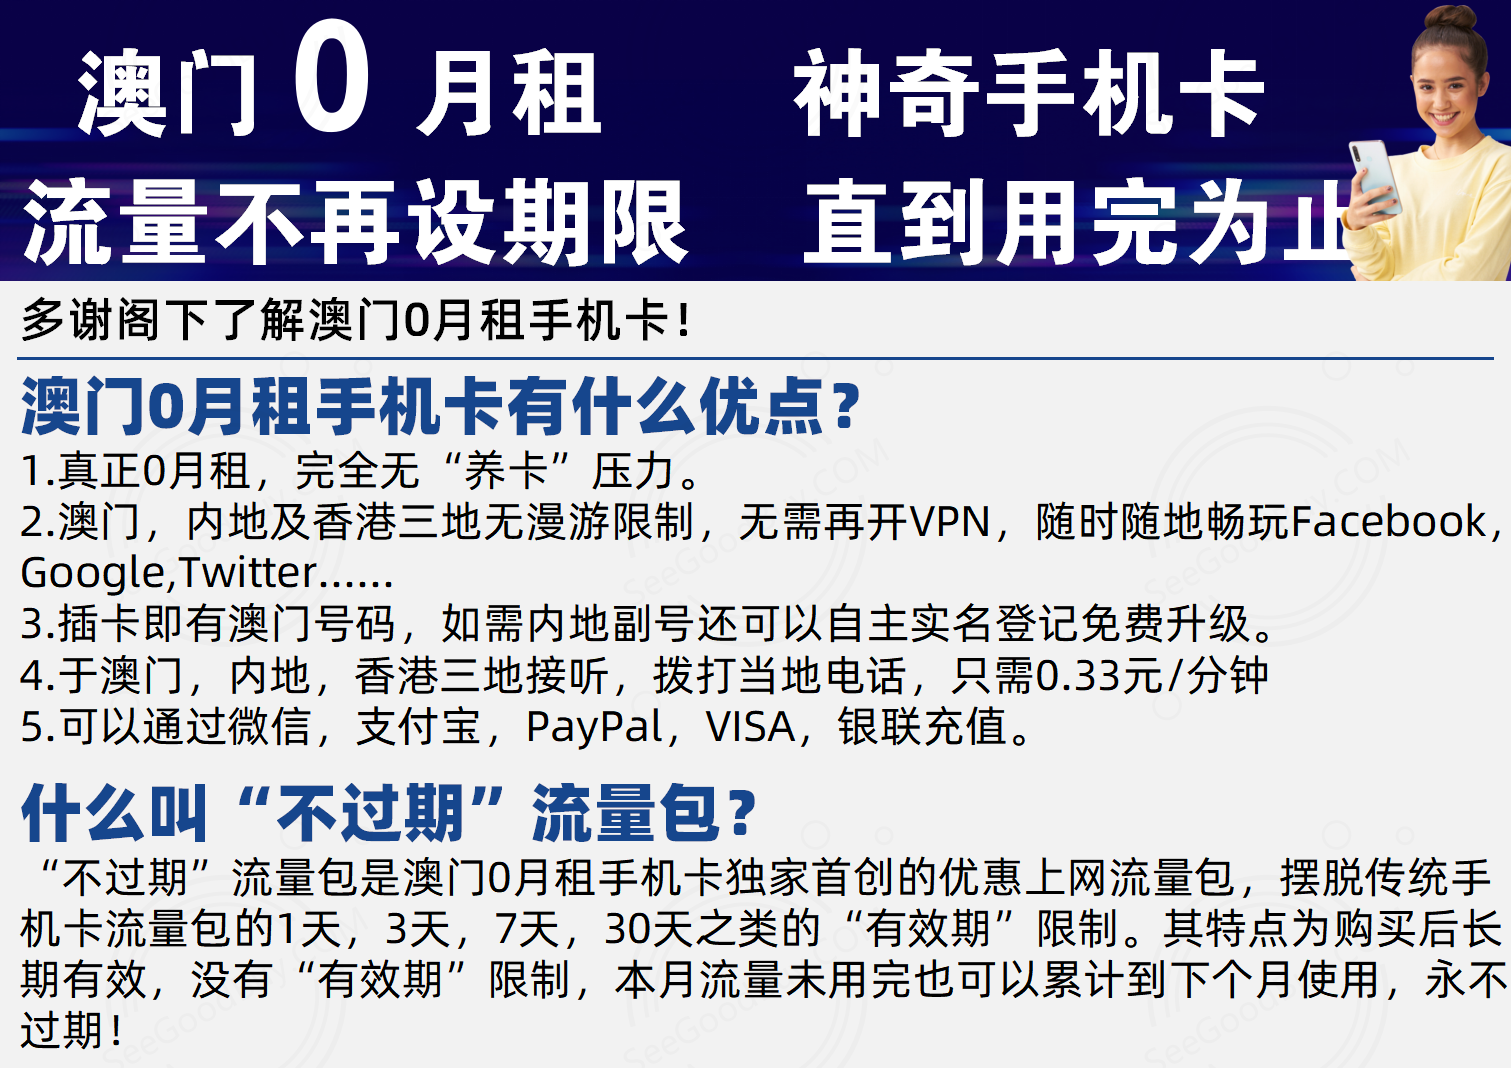 澳门0月租 神奇手机卡
流量不再设期限 直到用完为止
多谢阁下了解澳门0月租手机卡！
澳门0月租手机卡有什么优点？
1.真正0月租，完全无“养卡”压力。
2.澳门，内地及香港三地无漫游限制，无需再开VPN，随时随地畅玩Facebook，
Google,Twitter……
3.插卡即有澳门号码，如需内地副号还可以自主实名登记免费升级。
4.于澳门，内地，香港三地接听，拨打当地电话，只需0.33元/分钟
5.可以通过微信，支付宝，PayPal，VISA，银联充值。
什么叫“不过期”流量包？
“不过期”流量包是澳门0月租手机卡独家首创的优惠上网流量包，摆脱传统手
机卡流量包的1天，3天，7天，30天之类的“有效期”限制。其特点为购买后长
期有效，没有“有效期”限制，本月流量未用完也可以累计到下个月使用，永不
过期！